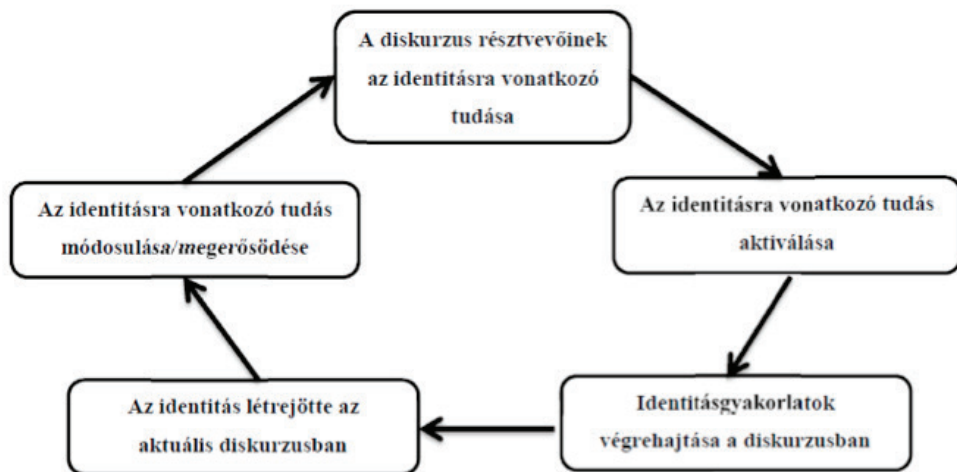 A diskurzus résztvevőinek
az identitásra vonatkozó
tudása
Az identitásra vonatkozó tudás
aktiválása
Identitásgyakorlatok
végrehajtása a diskurzusban
Az identitás létrejötte az
aktuális diskurzusban
Az identitásra vonatkozó tudás
módosulása/megerősödése